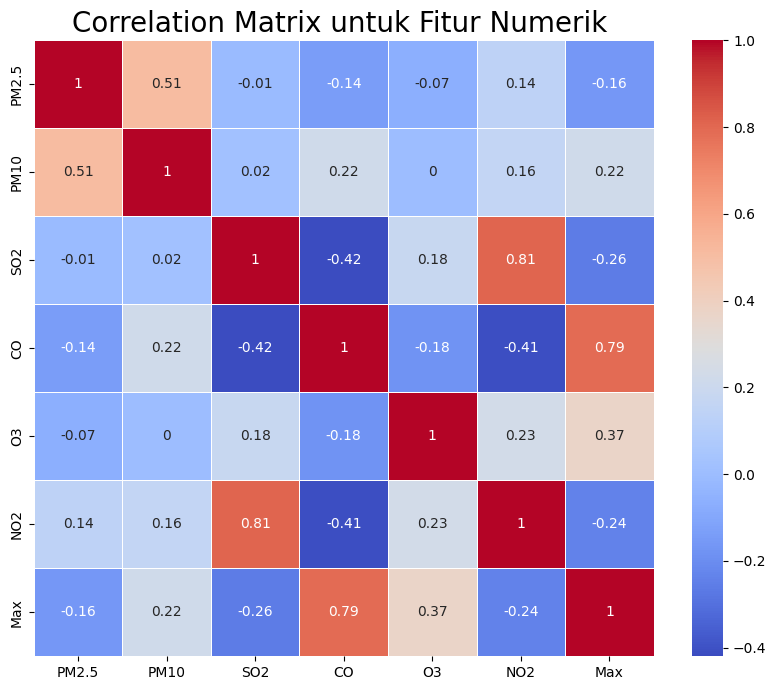 Correlation Matrix untuk Fitur Numerik
PM2.5 1 0.51 -0.01 -0.14 -0.07 0.14 -0.16
PM10 0.51 1 0.02 0.22 0 0.16 0.22
SO2 -0.01 0.02 1 -0.42 0.18 0.81 -0.26
CO -0.14 0.22 -0.42 1 -0.18 -0.41 0.79
O3 -0.07 0 0.18 -0.18 1 0.23 0.37
NO2 0.14 0.16 0.81 -0.41 0.23 1 -0.24
Max -0.16 0.22 -0.26 0.79 0.37 -0.24 1
PM2.5 PM10 SO2 CO O3 NO2 Max
1.0
0.8
0.6
0.4
0.2
0.0
−0.2
−0.4